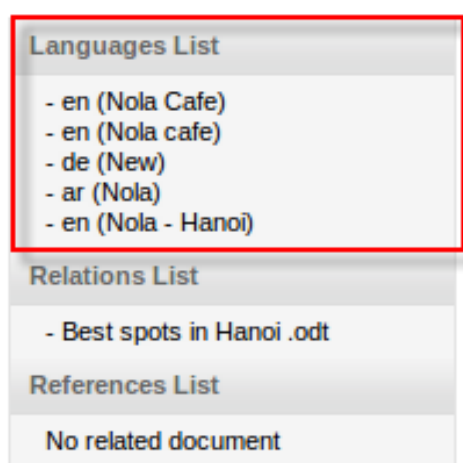 Languages List
- en (Nola Cafe)
- en (Nola cafe)
- de (New)
- ar (Nola)
- en (Nola - Hanoi)
Relations List
- Best spots in Hanoi .odt
References List
No related document